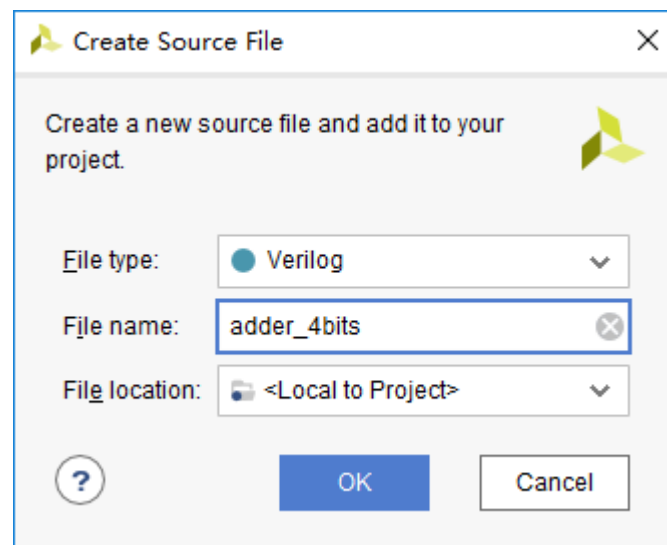 Create Source File
Create a new source file and add it to your
project.
File type: Verilog
File name: adder_4bits
File location: <Local to Project>
? OK Cancel